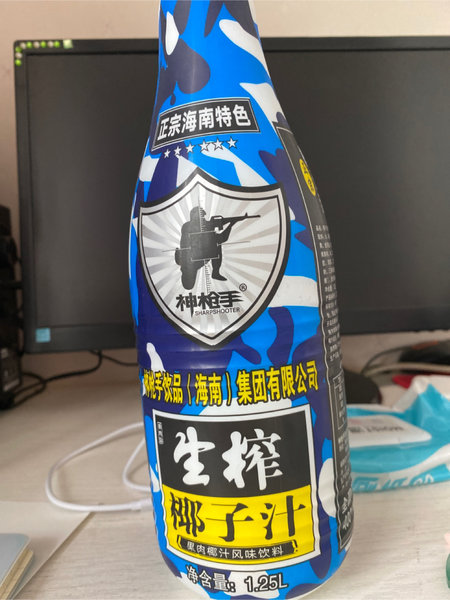 正宗海南特色
神枪手®
SHARPSHOOTER
枪手饮品（海南）集团有限公司
生榨
椰子汁
果肉椰汁风味饮料
净含量：1.25L